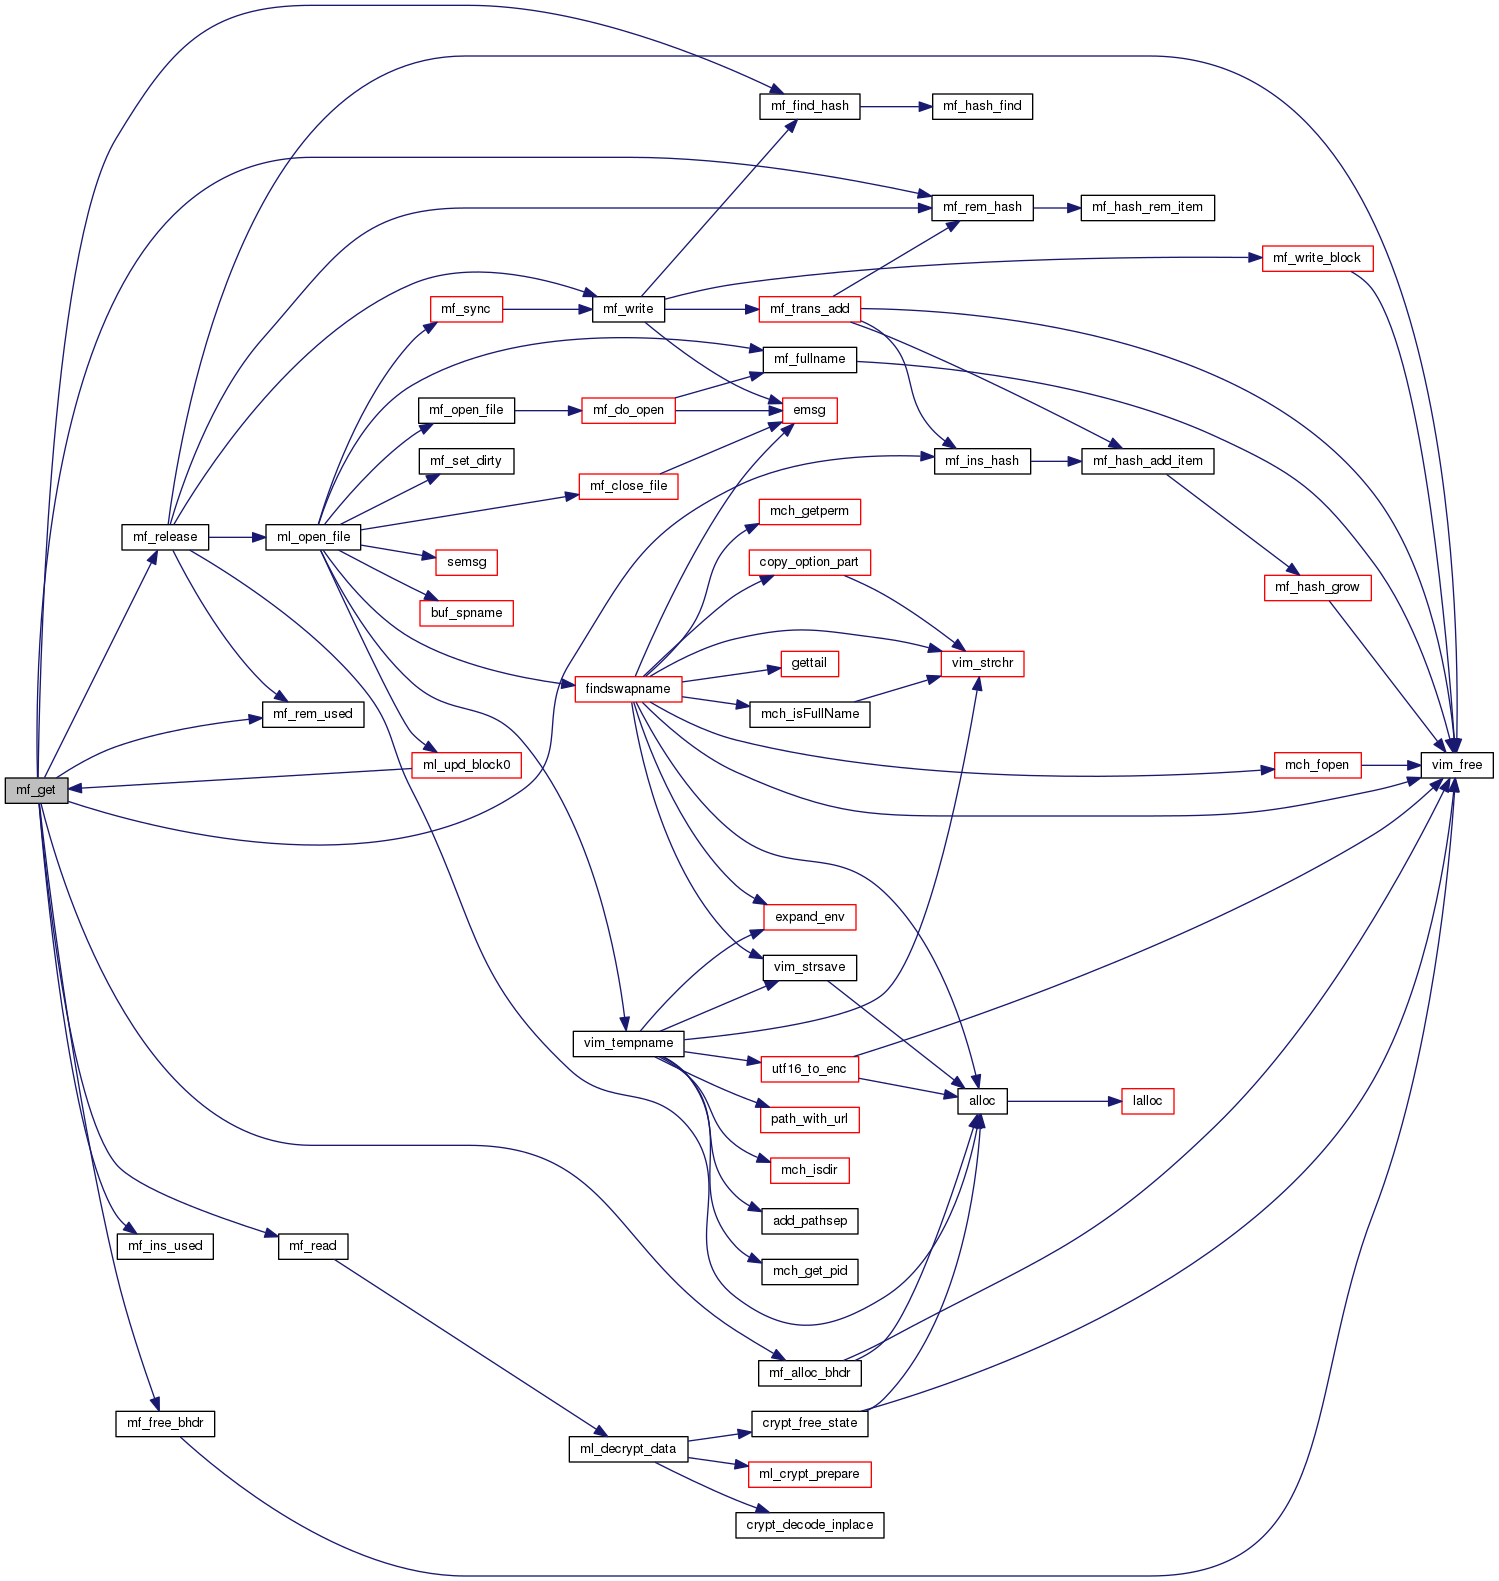 mf_find_hash
mf_hash_find
mf_rem_hash
mf_hash_rem_item
mf_write_block
mf_sync
mf_write
mf_trans_add
mf_fullname
mf_open_file
mf_do_open
emsg
mf_set_dirty
mf_ins_hash
mf_hash_add_item
mf_close_file
mch_getperm
mf_release
ml_open_file
semsg
copy_option_part
mf_hash_grow
buf_spname
gettail
vim_strchr
findswapname
mf_rem_used
mch_isFullName
ml_upd_block0
mch_fopen
vim_free
mf_get
expand_env
vim_strsave
vim_tempname
utf16_to_enc
alloc
lalloc
path_with_url
mch_isdir
add_pathsep
mf_ins_used
mf_read
mch_get_pid
mf_alloc_bhdr
mf_free_bhdr
crypt_free_state
ml_decrypt_data
ml_crypt_prepare
crypt_decode_inplace